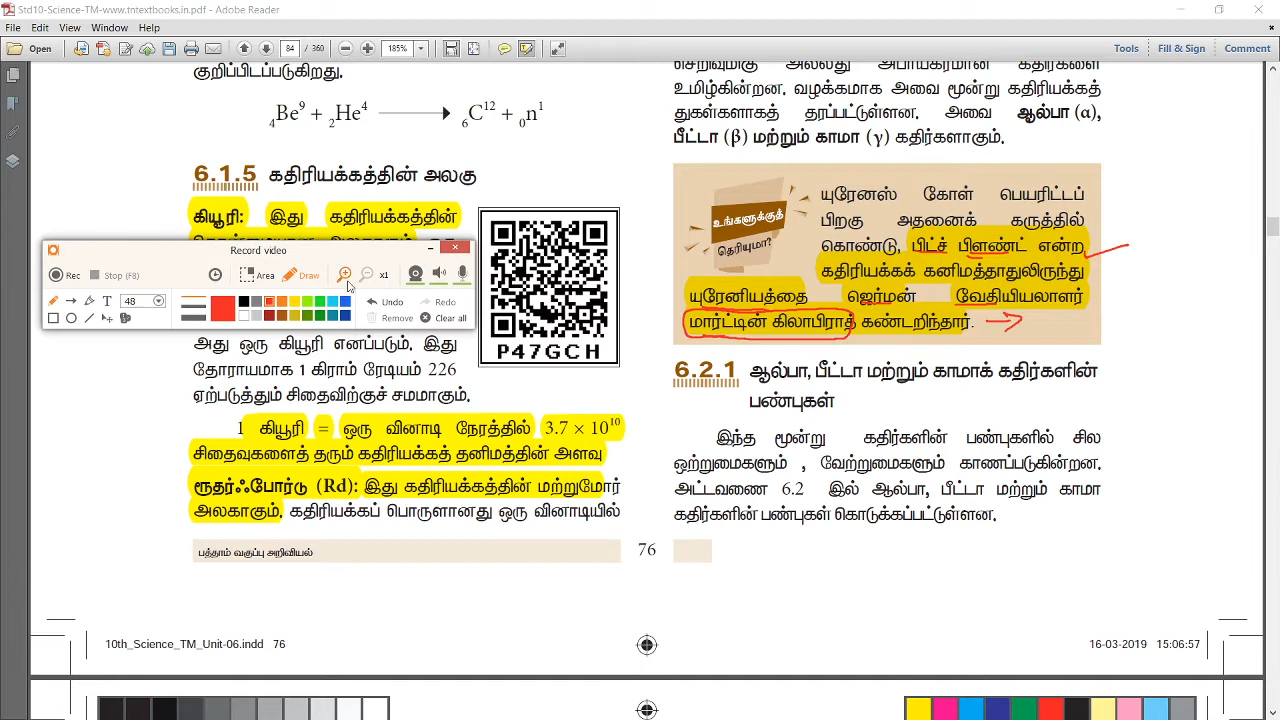 Std10-Science-TM-www.tntextbooks.in.pdf - Adobe Reader
File Edit View Window Help
Open 84 / 360 185% Tools Fill & Sign Comment
குறிப்பிடப்படுகிறது.
₄Be⁹ + ₂He⁴ ⟶ ₆C¹² + ₀n¹
6.1.5 கதிரியக்கத்தின் அலகு
கியூரி: இது கதிரியக்கத்தின்
Record video
Rec Stop (F8) Area Draw x1
T 48 Undo Redo
Remove Clear all
P47GCH
அது ஒரு கியூரி எனப்படும். இது
தோராயமாக 1 கிராம் ரேடியம் 226
ஏற்படுத்தும் சிதைவிற்குச் சமமாகும்.
1 கியூரி = ஒரு வினாடி நேரத்தில் 3.7 × 10¹⁰
சிதைவுகளைத் தரும் கதிரியக்கத் தனிமத்தின் அளவு
ரூதர்ஃபோர்டு (Rd): இது கதிரியக்கத்தின் மற்றுமோர்
அலகாகும். கதிரியக்கப் பொருளானது ஒரு வினாடியில்
பத்தாம் வகுப்பு அறிவியல்
76
செறிவுமிகு அல்லது அபாயகரமான கதிர்களை
உமிழ்கின்றன. வழக்கமாக அவை மூன்று கதிரியக்கத்
துகள்களாகத் தரப்பட்டுள்ளன. அவை ஆல்பா (α),
பீட்டா (β) மற்றும் காமா (γ) கதிர்களாகும்.
உங்களுக்குத்
தெரியுமா?
யுரேனஸ் கோள் பெயரிட்டப்
பிறகு அதனைக் கருத்தில்
கொண்டு, பிட்ச் பிளண்ட் என்ற
கதிரியக்கக் கனிமத்தாதுலிருந்து
யுரேனியத்தை ஜெர்மன் வேதியியலாளர்
மார்ட்டின் கிலாபிராத் கண்டறிந்தார்.
6.2.1 ஆல்பா, பீட்டா மற்றும் காமாக் கதிர்களின்
பண்புகள்
இந்த மூன்று கதிர்களின் பண்புகளில் சில
ஒற்றுமைகளும் , வேற்றுமைகளும் காணப்படுகின்றன.
அட்டவணை 6.2 இல் ஆல்பா, பீட்டா மற்றும் காமா
கதிர்களின் பண்புகள் கொடுக்கப்பட்டுள்ளன.
10th_Science_TM_Unit-06.indd 76
16-03-2019 15:06:57